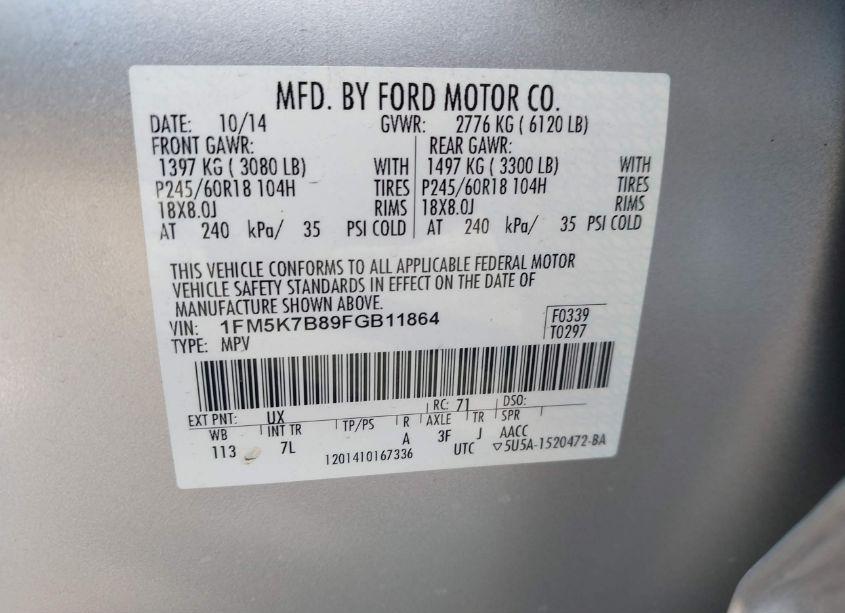 MFD. BY FORD MOTOR CO.
DATE: 10/14 GVWR: 2776 KG ( 6120 LB)
FRONT GAWR: REAR GAWR:
1397 KG ( 3080 LB) WITH 1497 KG ( 3300 LB) WITH
P245/60R18 104H TIRES P245/60R18 104H TIRES
18X8.0J RIMS 18X8.0J RIMS
AT 240 kPa/ 35 PSI COLD AT 240 kPa/ 35 PSI COLD
THIS VEHICLE CONFORMS TO ALL APPLICABLE FEDERAL MOTOR
VEHICLE SAFETY STANDARDS IN EFFECT ON THE DATE OF
MANUFACTURE SHOWN ABOVE.
VIN: 1FM5K7B89FGB11864 F0339
TYPE: MPV T0297
EXT PNT: UX RC: 71 DSO:
WB INT TR TP/PS R AXLE TR SPR
113 7L A 3F J AACC
1201410167336 UTC ▽5U5A-1520472-BA